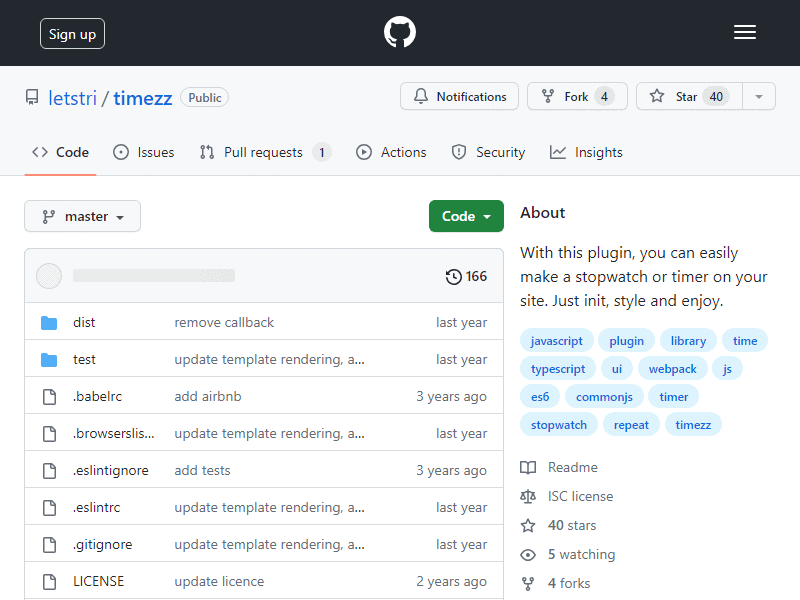 Sign up
letstri / timezz Public
Notifications Fork 4 Star 40
Code Issues Pull requests 1 Actions Security Insights
master Code
166
dist remove callback last year
test update template rendering, a... last year
.babelrc add airbnb 3 years ago
.browserslis... update template rendering, a... last year
.eslintignore add tests 3 years ago
.eslintrc update template rendering, a... last year
.gitignore update template rendering, a... last year
LICENSE update licence 2 years ago
About
With this plugin, you can easily
make a stopwatch or timer on your
site. Just init, style and enjoy.
javascript plugin library time
typescript ui webpack js
es6 commonjs timer
stopwatch repeat timezz
Readme
ISC license
40 stars
5 watching
4 forks